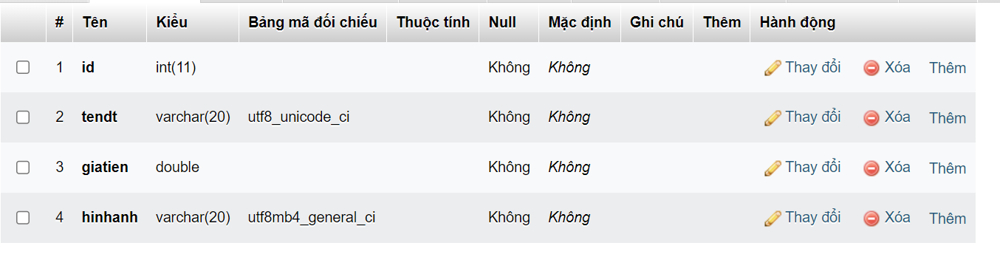 # Tên Kiểu Bảng mã đối chiếu Thuộc tính Null Mặc định Ghi chú Thêm Hành động
1 id int(11) Không Không Thay đổi Xóa Thêm
2 tendt varchar(20) utf8_unicode_ci Không Không Thay đổi Xóa Thêm
3 giatien double Không Không Thay đổi Xóa Thêm
4 hinhanh varchar(20) utf8mb4_general_ci Không Không Thay đổi Xóa Thêm